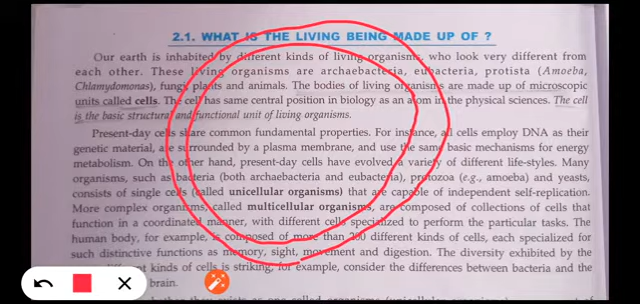 2.1. WHAT IS THE LIVING BEING MADE UP OF ?
Our earth is inhabited by different kinds of living organisms, who look very different from
each other. These living organisms are archaebacteria, eubacteria, protista (Amoeba,
Chlamydomonas), fungi, plants and animals. The bodies of living organisms are made up of microscopic
units called cells. The cell has same central position in biology as an atom in the physical sciences. The cell
is the basic structural and functional unit of living organisms.
Present-day cells share common fundamental properties. For instance, all cells employ DNA as their
genetic material, are surrounded by a plasma membrane, and use the same basic mechanisms for energy
metabolism. On the other hand, present-day cells have evolved a variety of different life-styles. Many
organisms, such as bacteria (both archaebacteria and eubacteria), protozoa (e.g., amoeba) and yeasts,
consists of single cells (called unicellular organisms) that are capable of independent self-replication.
More complex organisms, called multicellular organisms, are composed of collections of cells that
function in a coordinated manner, with different cells specialized to perform the particular tasks. The
human body, for example, is composed of more than 200 different kinds of cells, each specialized for
such distinctive functions as memory, sight, movement and digestion. The diversity exhibited by the
kinds of cells is striking, for example, consider the differences between bacteria and the
brain.